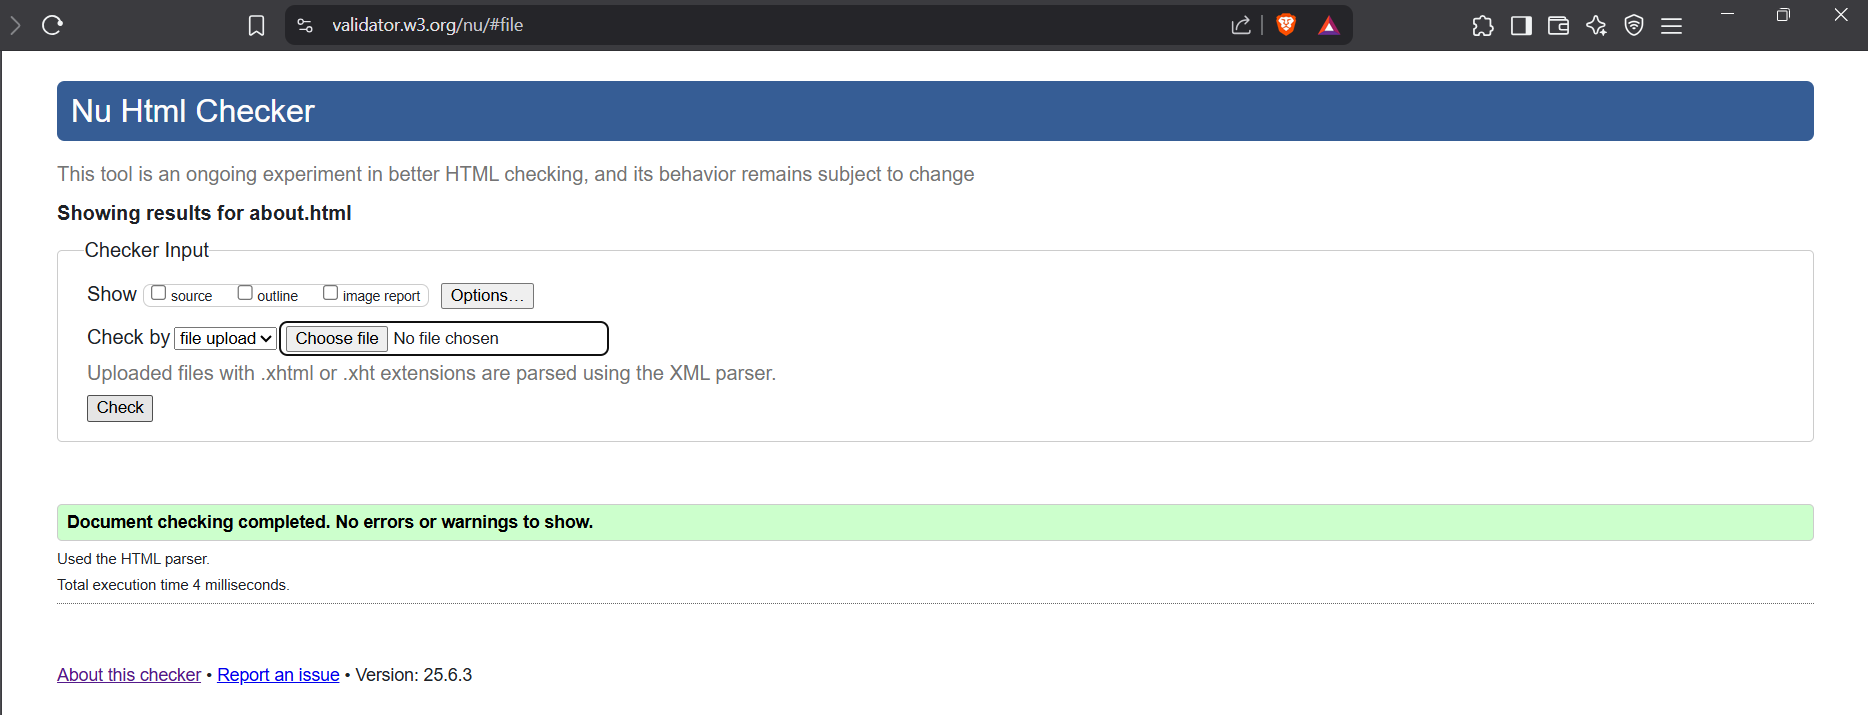 validator.w3.org/nu/#file
Nu Html Checker
This tool is an ongoing experiment in better HTML checking, and its behavior remains subject to change
Showing results for about.html
Checker Input
Show source outline image report Options...
Check by file upload Choose file No file chosen
Uploaded files with .xhtml or .xht extensions are parsed using the XML parser.
Check
Document checking completed. No errors or warnings to show.
Used the HTML parser.
Total execution time 4 milliseconds.
About this checker • Report an issue • Version: 25.6.3